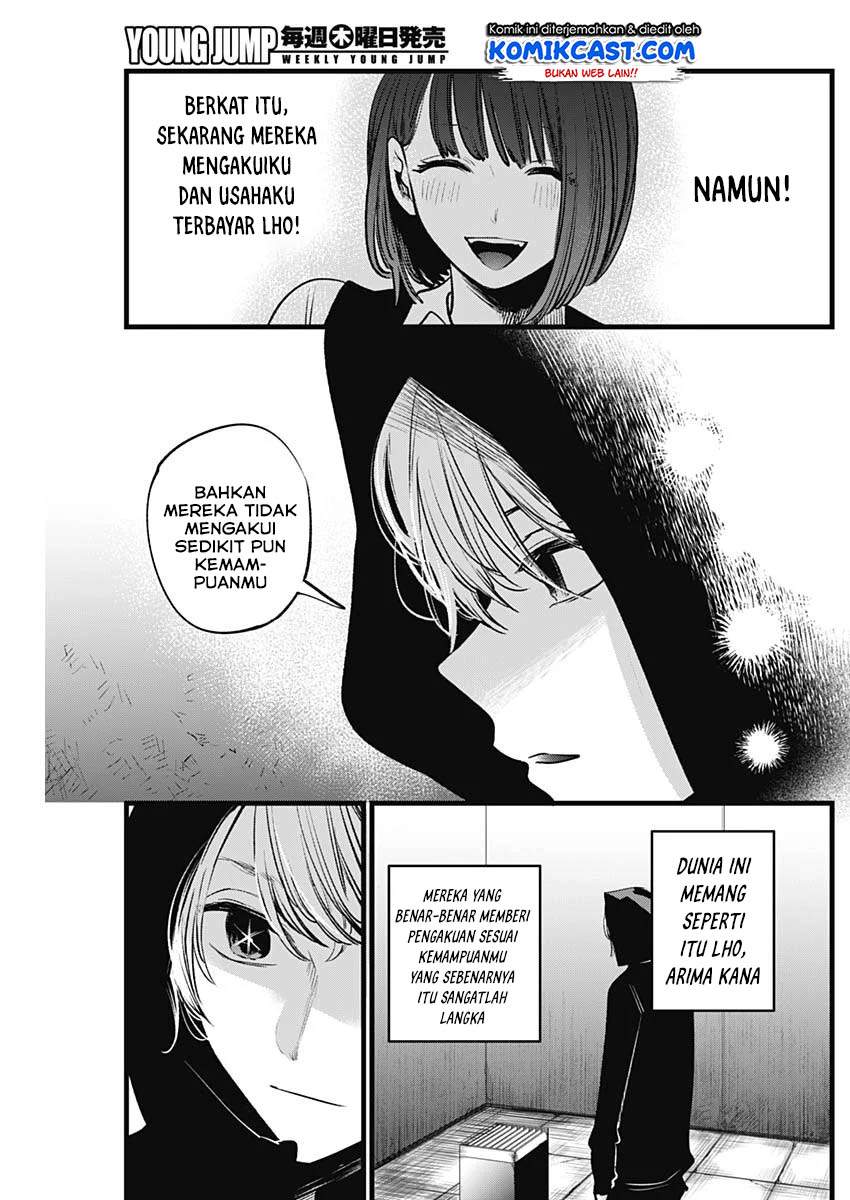 YOUNG JUMP 毎週木曜日発売
WEEKLY YOUNG JUMP
Komik ini diterjemahkan & diedit oleh
KOMIKCAST.COM
BUKAN WEB LAIN!!
NAMUN!
BERKAT ITU,
SEKARANG MEREKA
MENGAKUIKU
DAN USAHAKU
TERBAYAR LHO!
BAHKAN
MEREKA TIDAK
MENGAKUI
SEDIKIT PUN
KEMAM-
PUANMU
DUNIA INI
MEMANG
SEPERTI
ITU LHO,
ARIMA KANA
MEREKA YANG
BENAR-BENAR MEMBERI
PENGAKUAN SESUAI
KEMAMPUANMU
YANG SEBENARNYA
ITU SANGATLAH
LANGKA